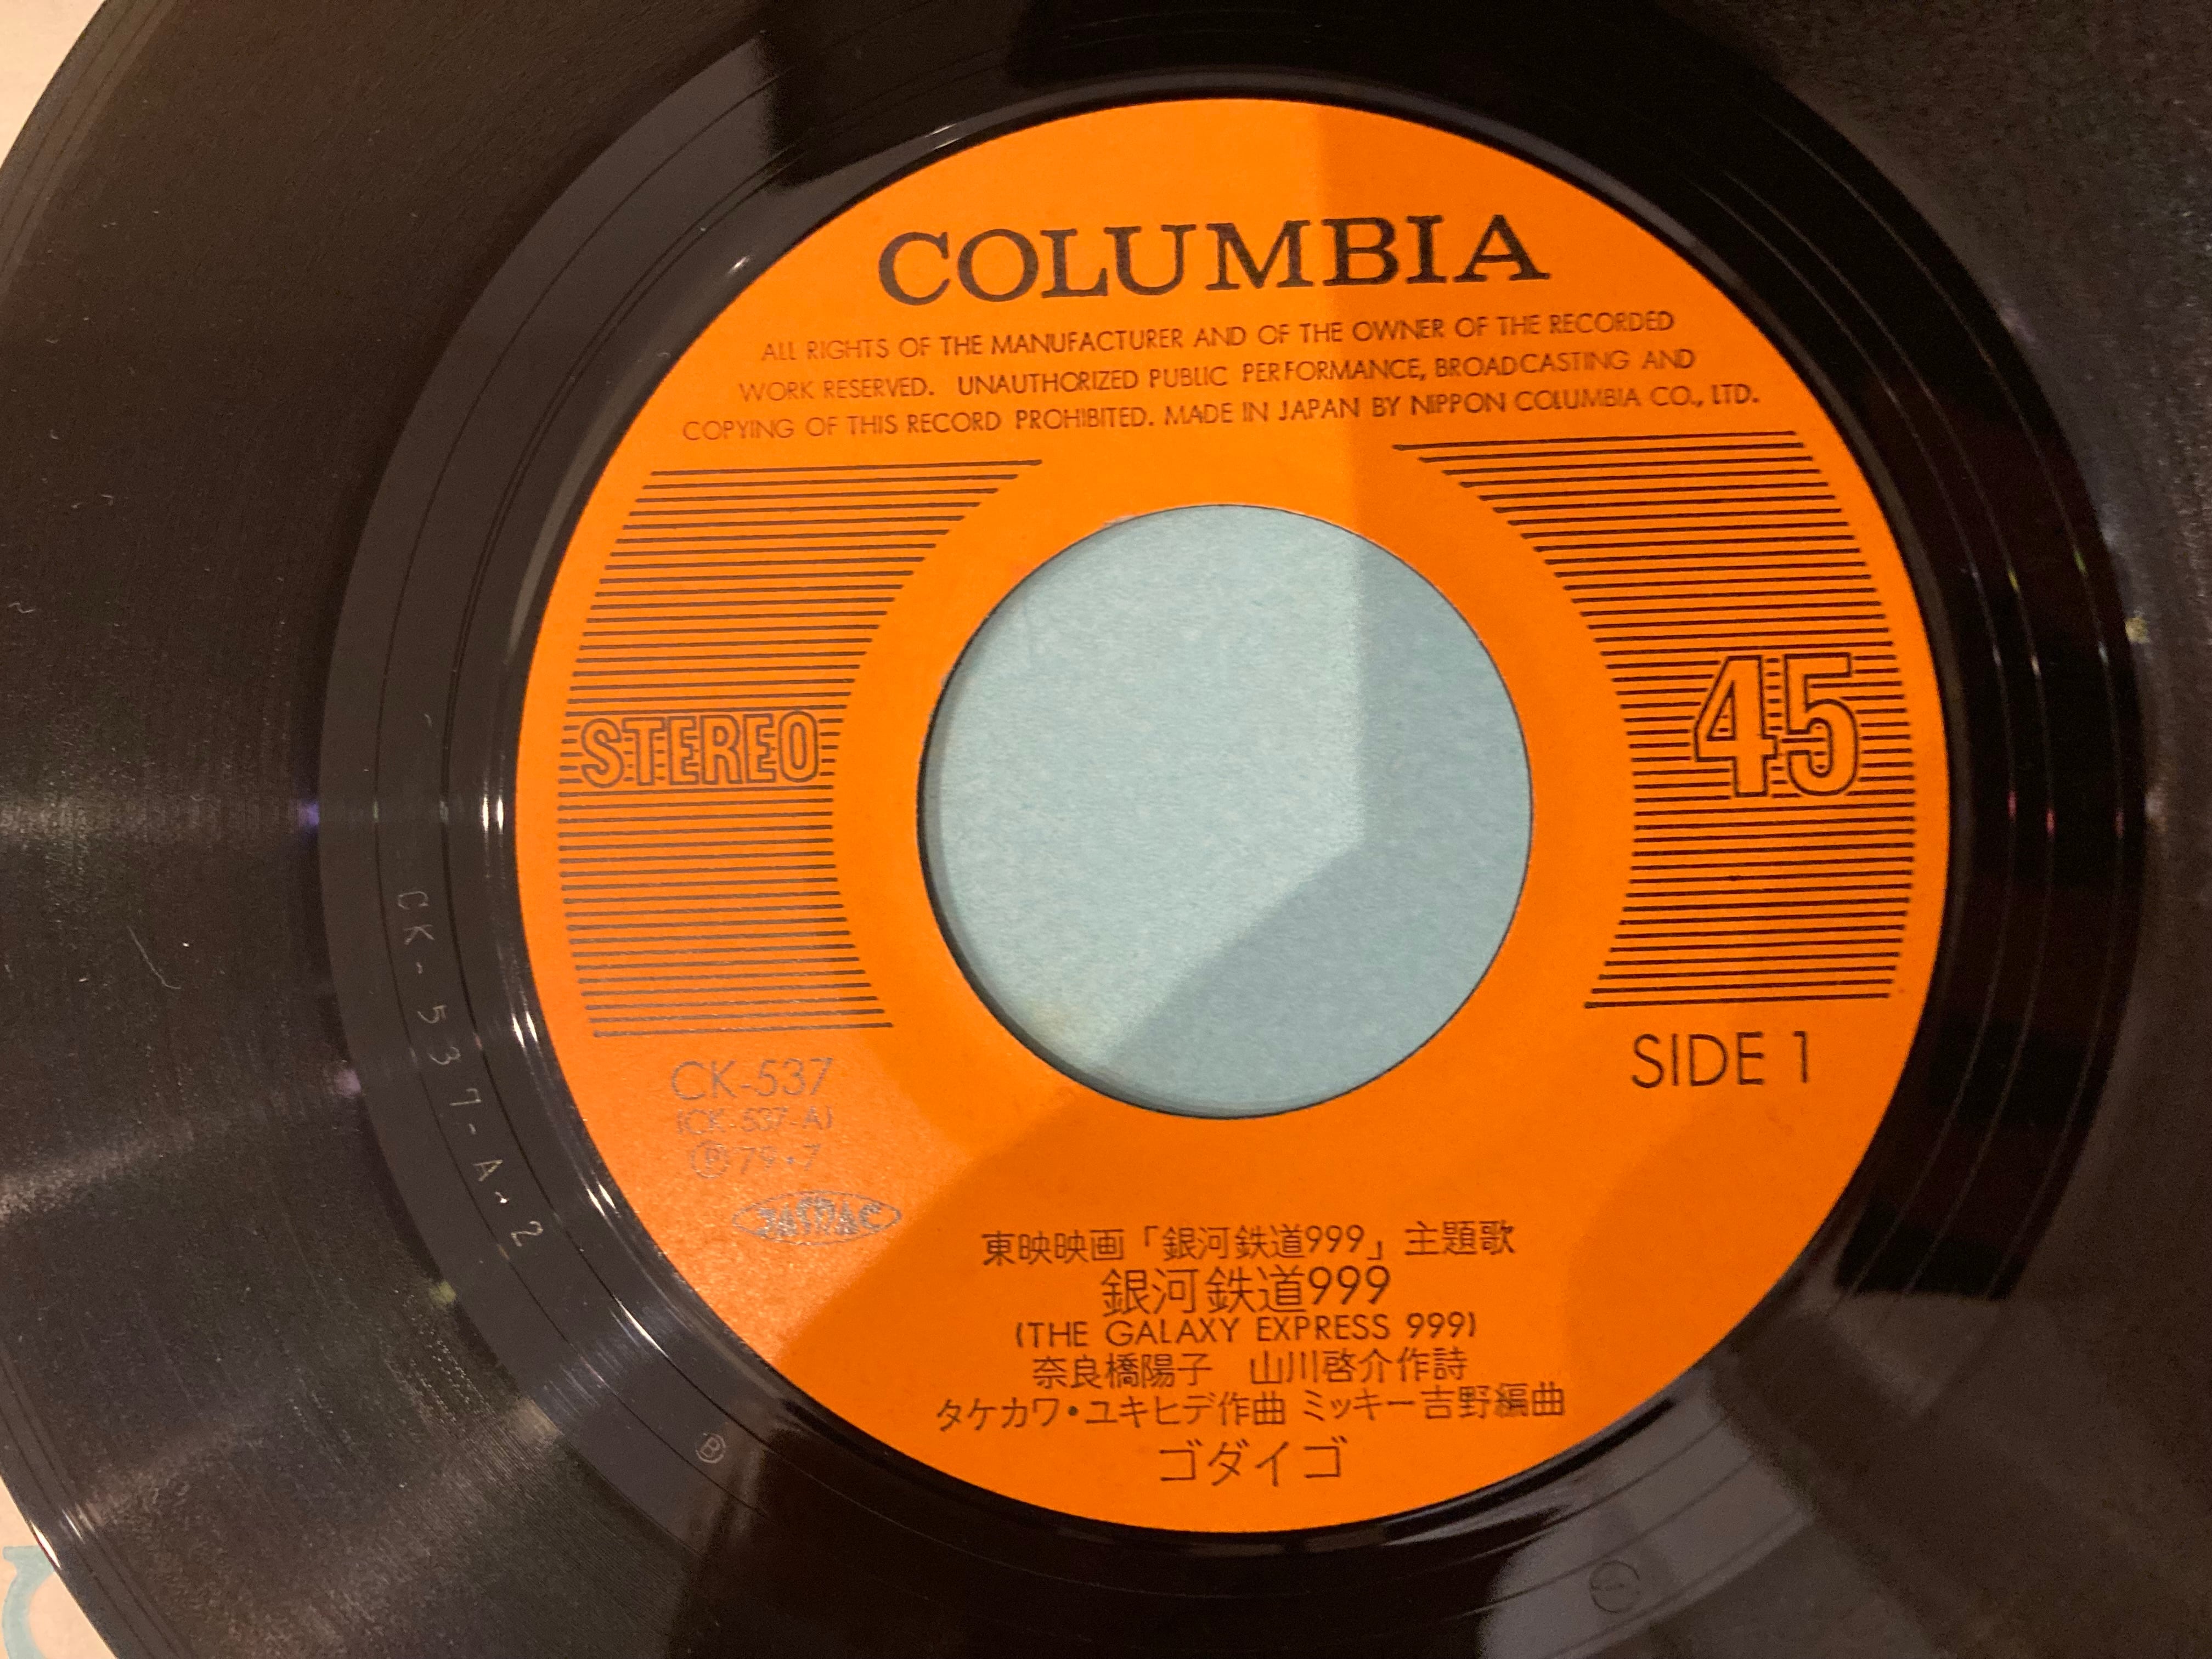 COLUMBIA
ALL RIGHTS OF THE MANUFACTURER AND OF THE OWNER OF THE RECORDED
WORK RESERVED. UNAUTHORIZED PUBLIC PERFORMANCE, BROADCASTING AND
COPYING OF THIS RECORD PROHIBITED. MADE IN JAPAN BY NIPPON COLUMBIA CO., LTD.
STEREO
45
SIDE 1
CK-537
(CK-537-A)
Ⓟ79・7
JASRAC
東映映画「銀河鉄道999」主題歌
銀河鉄道999
(THE GALAXY EXPRESS 999)
奈良橋陽子 山川啓介作詩
タケカワ・ユキヒデ作曲 ミッキー吉野編曲
ゴダイゴ
CK-537-A-2
Ⓑ